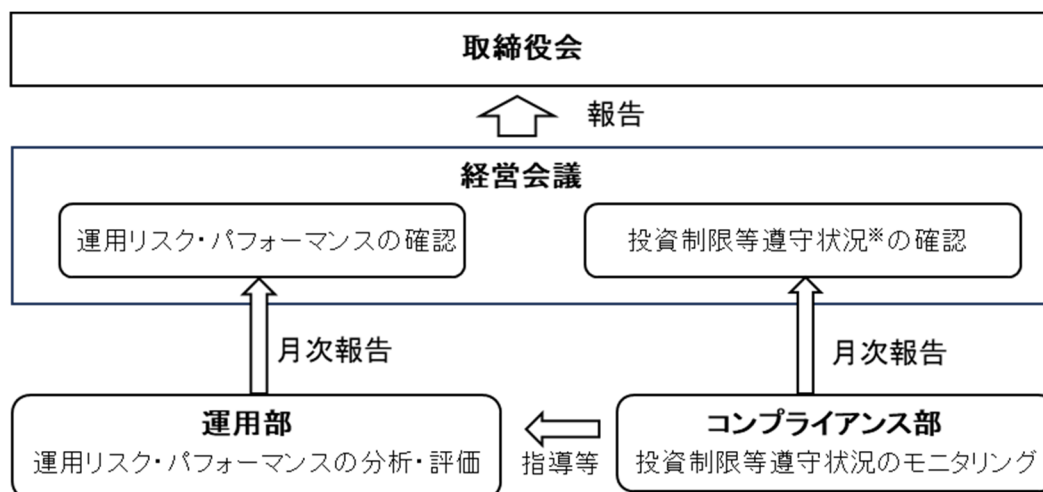 取締役会
報告
経営会議
運用リスク・パフォーマンスの確認
投資制限等遵守状況※の確認
月次報告
月次報告
運用部
運用リスク・パフォーマンスの分析・評価
指導等
コンプライアンス部
投資制限等遵守状況のモニタリング